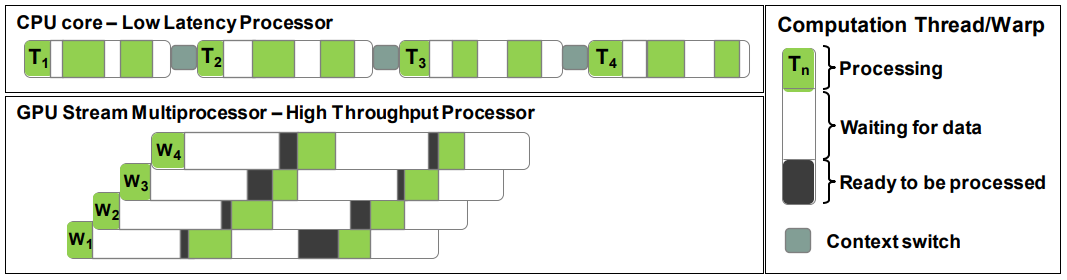 CPU core – Low Latency Processor
T1 T2 T3 T4
GPU Stream Multiprocessor – High Throughput Processor
W4
W3
W2
W1
Computation Thread/Warp
Tn Processing
Waiting for data
Ready to be processed
Context switch